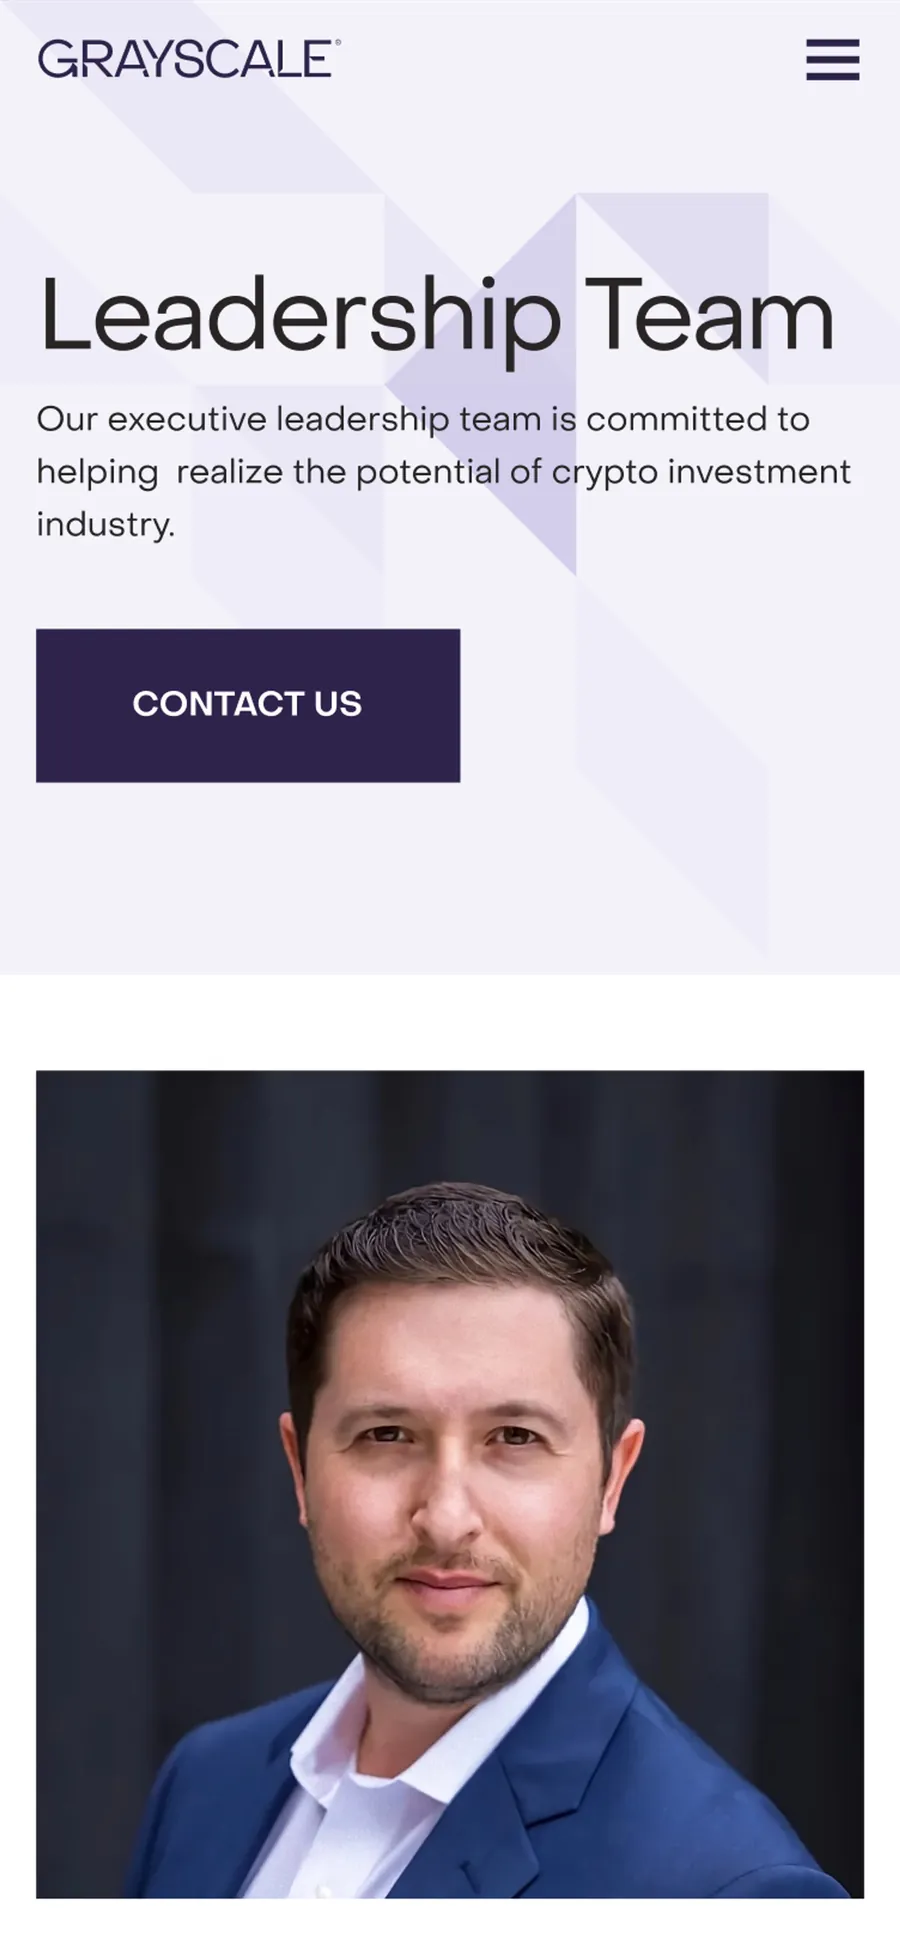 GRAYSCALE®
Leadership Team
Our executive leadership team is committed to
helping  realize the potential of crypto investment
industry.
CONTACT US